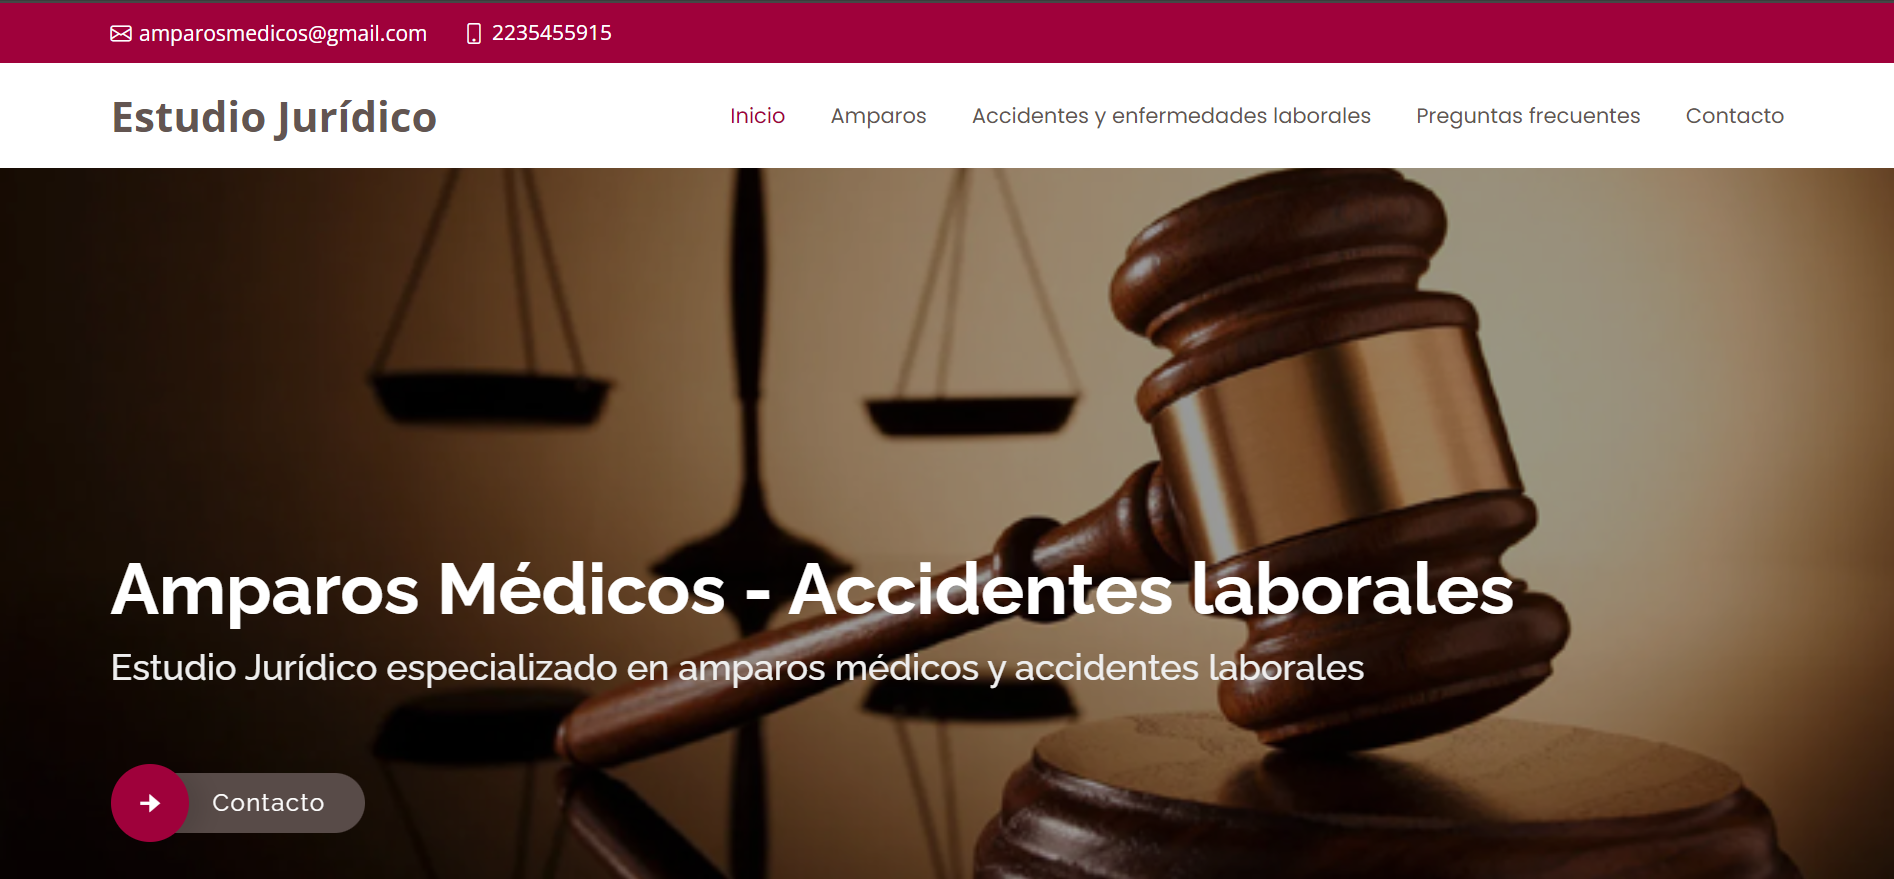 amparosmedicos@gmail.com 2235455915
Estudio Jurídico Inicio Amparos Accidentes y enfermedades laborales Preguntas frecuentes Contacto
Amparos Médicos - Accidentes laborales
Estudio Jurídico especializado en amparos médicos y accidentes laborales
Contacto